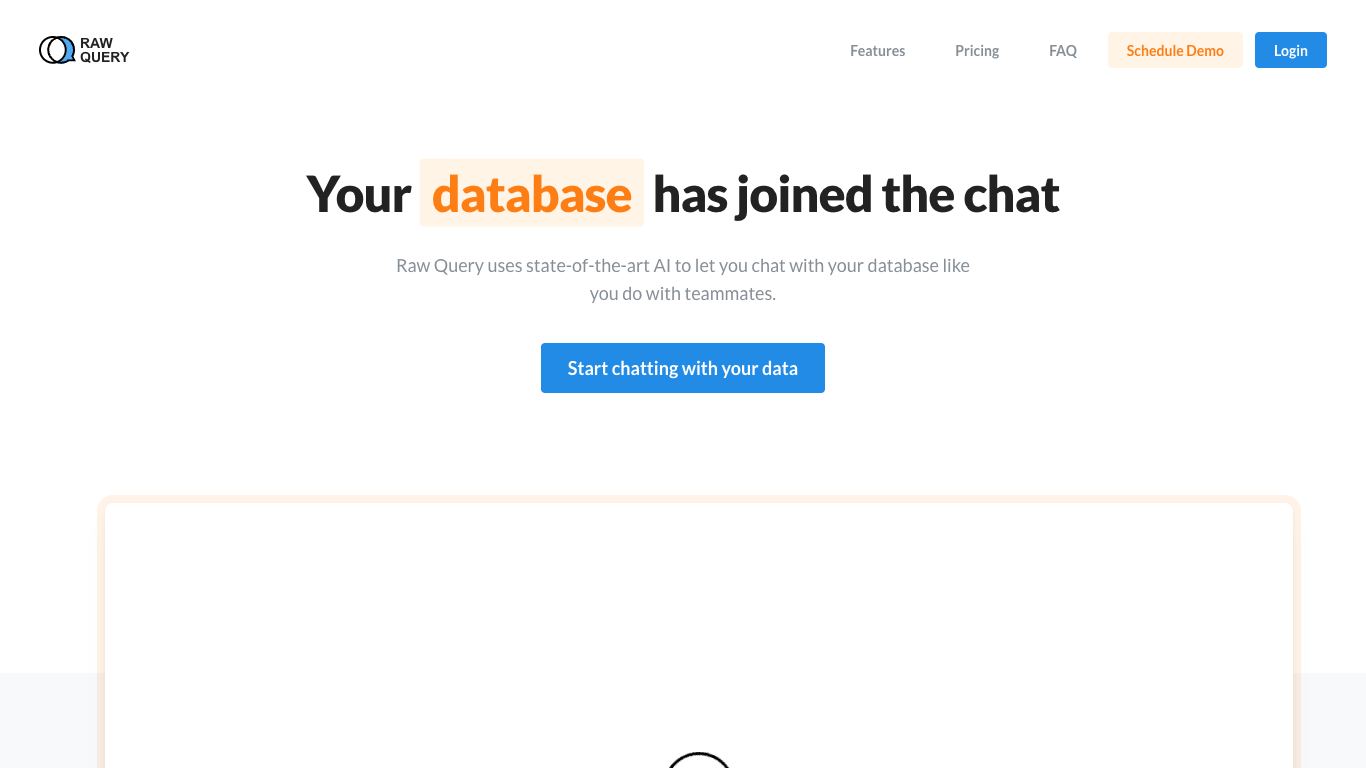 RAW
QUERY
Features
Pricing
FAQ
Schedule Demo
Login
Your database has joined the chat
Raw Query uses state-of-the-art AI to let you chat with your database like
you do with teammates.
Start chatting with your data